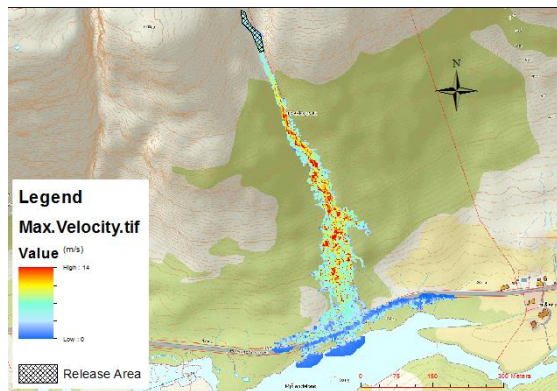 N
Legend
Max.Velocity.tif
Value (m/s)
High : 14
Low : 0
Release Area
0 75 150 300 Meters